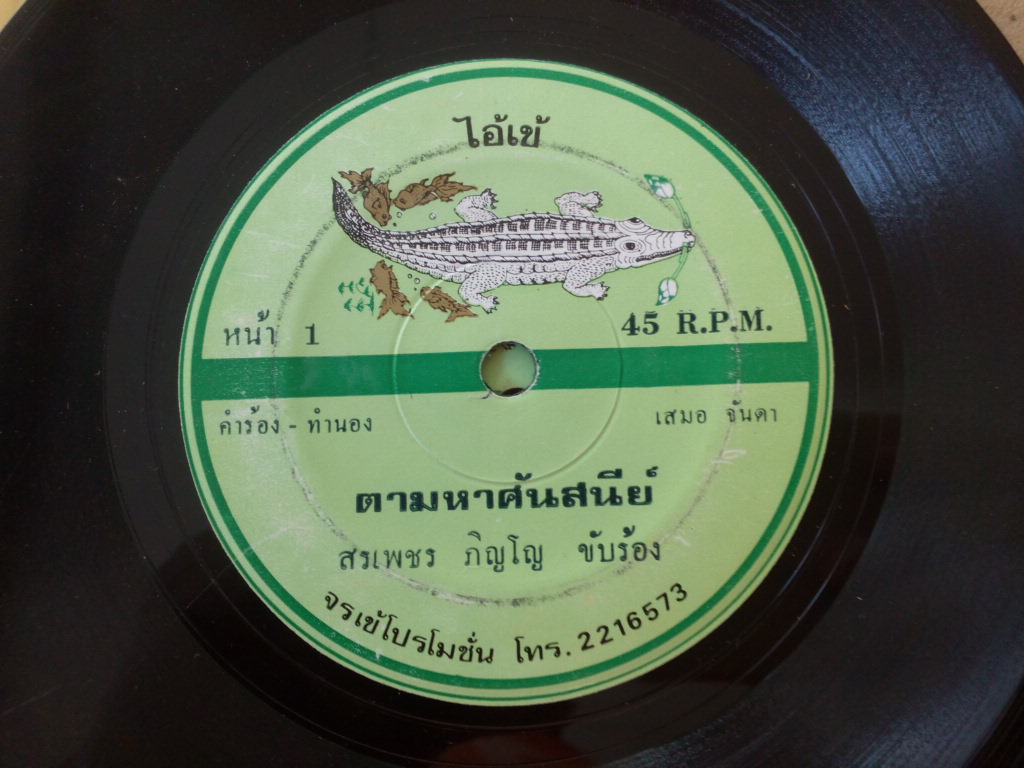 ไอ้เข้
หน้า 1
45 R.P.M.
คำร้อง - ทำนอง
เสมอ จันดา
ตามหาศันสนีย์
สรเพชร ภิญโญ ขับร้อง
จรเข้โปรโมชั่น โทร. 2216573